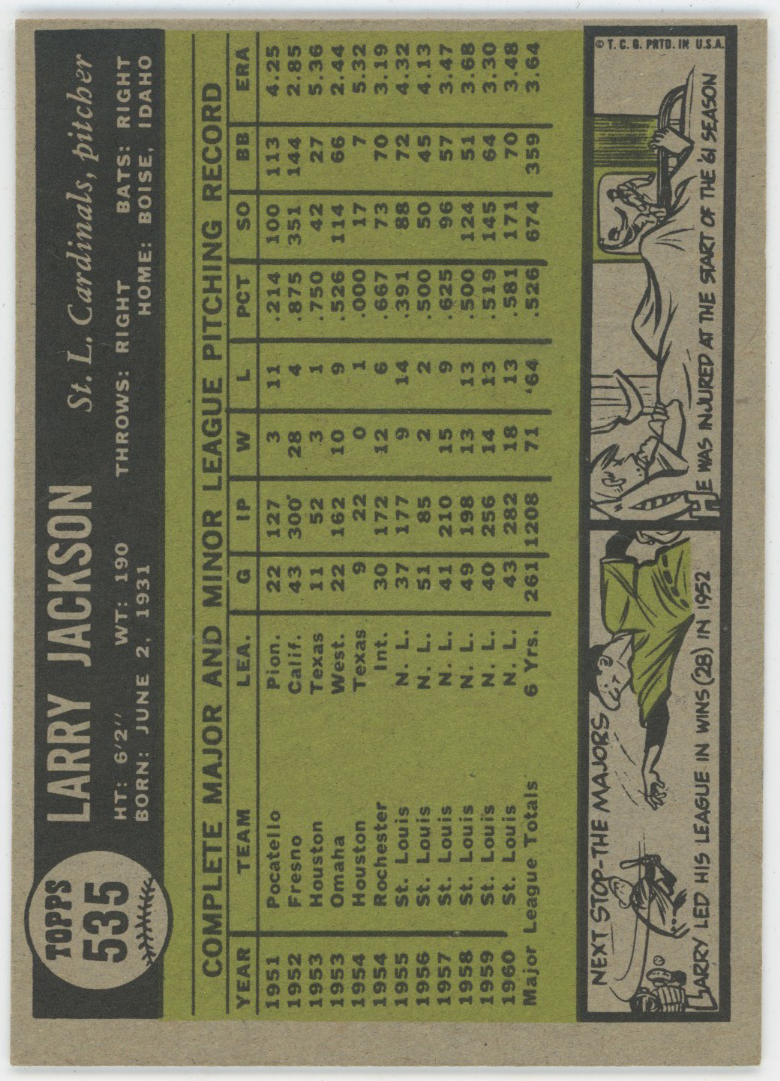 TOPPS
535
LARRY JACKSON St. L. Cardinals, pitcher
HT: 6'2" WT: 190 THROWS: RIGHT BATS: RIGHT
BORN: JUNE 2, 1931 HOME: BOISE, IDAHO
COMPLETE MAJOR AND MINOR LEAGUE PITCHING RECORD
YEAR TEAM LEA. G IP W L PCT SO BB ERA
1951 Pocatello Pion. 22 127 3 11 .214 100 113 4.25
1952 Fresno Calif. 43 300 28 4 .875 351 144 2.85
1953 Houston Texas 11 52 3 1 .750 42 27 5.36
1953 Omaha West. 22 162 10 9 .526 114 66 2.44
1954 Houston Texas 9 22 0 1 .000 17 7 5.32
1954 Rochester Int. 30 172 12 6 .667 73 70 3.19
1955 St. Louis N. L. 37 177 9 14 .391 88 72 4.32
1956 St. Louis N. L. 51 85 2 2 .500 50 45 4.13
1957 St. Louis N. L. 41 210 15 9 .625 96 57 3.47
1958 St. Louis N. L. 49 198 13 13 .500 124 51 3.68
1959 St. Louis N. L. 40 256 14 13 .519 145 64 3.30
1960 St. Louis N. L. 43 282 18 13 .581 171 70 3.48
Major League Totals 6 Yrs. 261 1208 71 '64 .526 674 359 3.64
NEXT STOP-THE MAJORS
LARRY LED HIS LEAGUE IN WINS (28) IN 1952
© T. C. G. PRTD. IN U.S.A.
HE WAS INJURED AT THE START OF THE '61 SEASON